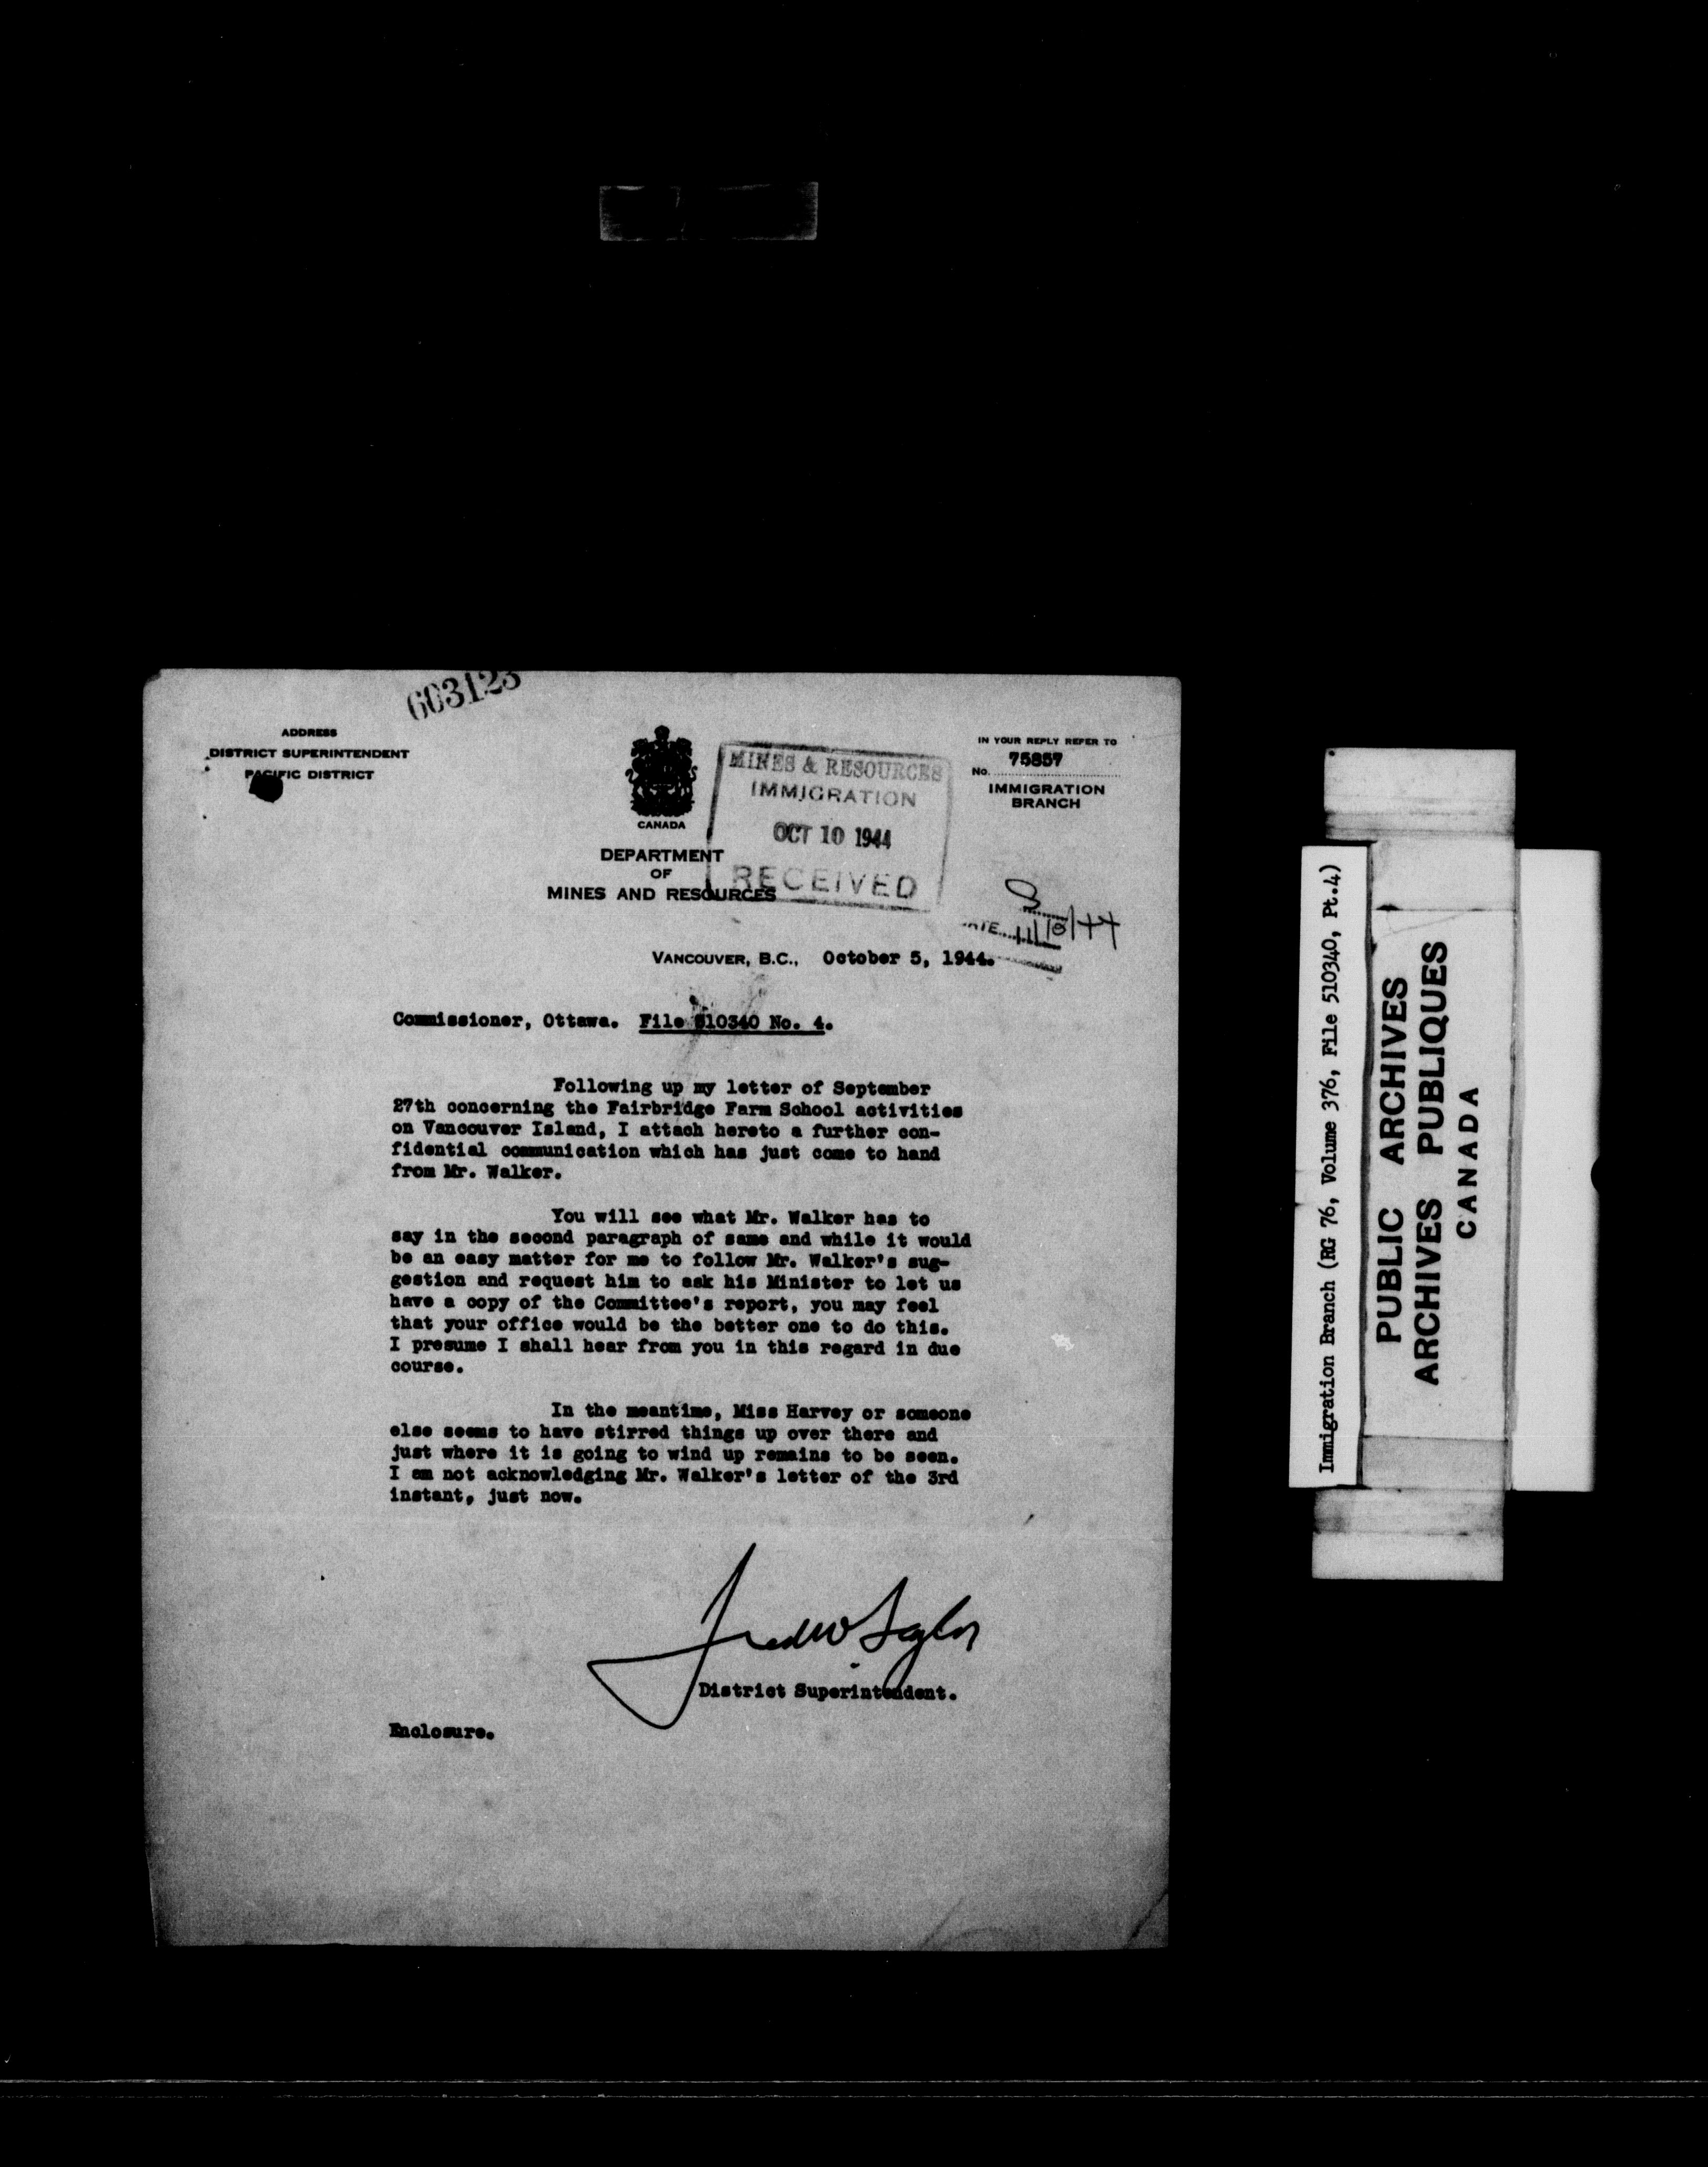 603123
ADDRESS
DISTRICT SUPERINTENDENT
PACIFIC DISTRICT
CANADA
DEPARTMENT
OF
MINES AND RESOURCES
MINES & RESOURCES
IMMIGRATION
OCT 10 1944
RECEIVED
IN YOUR REPLY REFER TO
No. 75857
IMMIGRATION
BRANCH
11/10/44
VANCOUVER, B.C., October 5, 1944.
Commissioner, Ottawa. File 510340 No. 4.
Following up my letter of September
27th concerning the Fairbridge Farm School activities
on Vancouver Island, I attach hereto a further con-
fidential communication which has just come to hand
from Mr. Walker.
You will see what Mr. Walker has to
say in the second paragraph of same and while it would
be an easy matter for me to follow Mr. Walker's sug-
gestion and request him to ask his Minister to let us
have a copy of the Committee's report, you may feel
that your office would be the better one to do this.
I presume I shall hear from you in this regard in due
course.
In the meantime, Miss Harvey or someone
else seems to have stirred things up over there and
just where it is going to wind up remains to be seen.
I am not acknowledging Mr. Walker's letter of the 3rd
instant, just now.
District Superintendent.
Enclosure.
Immigration Branch (RG 76, Volume 376, File 510340, Pt.4)
PUBLIC ARCHIVES
ARCHIVES PUBLIQUES
CANADA